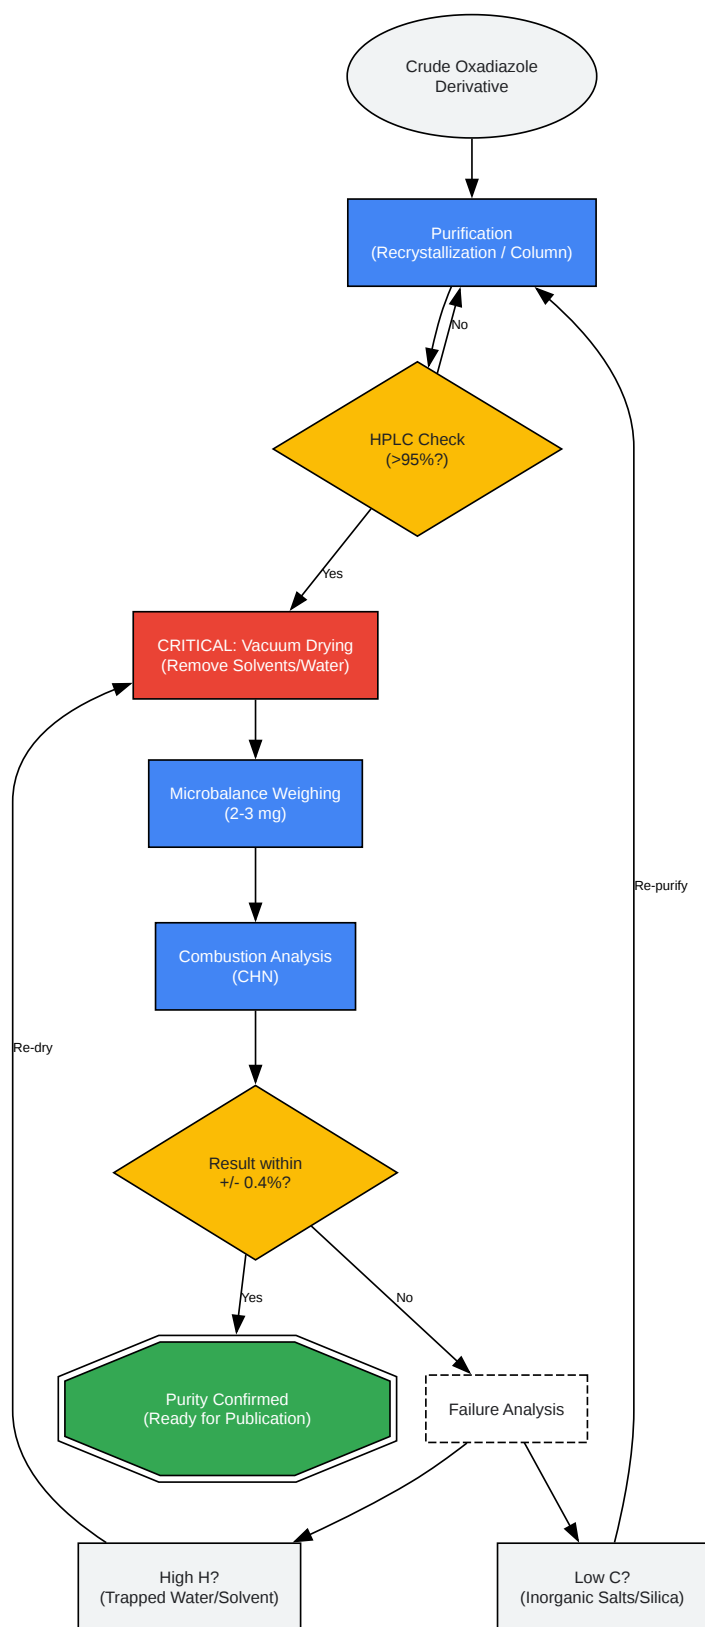 Crude Oxadiazole
Derivative
Purification
(Recrystallization / Column)
No
HPLC Check
(>95%?)
Yes
CRITICAL: Vacuum Drying
(Remove Solvents/Water)
Microbalance Weighing
(2-3 mg)
Re-purify
Combustion Analysis
(CHN)
Re-dry
Result within
+/- 0.4%?
Yes
No
Purity Confirmed
(Ready for Publication)
Failure Analysis
High H?
(Trapped Water/Solvent)
Low C?
(Inorganic Salts/Silica)